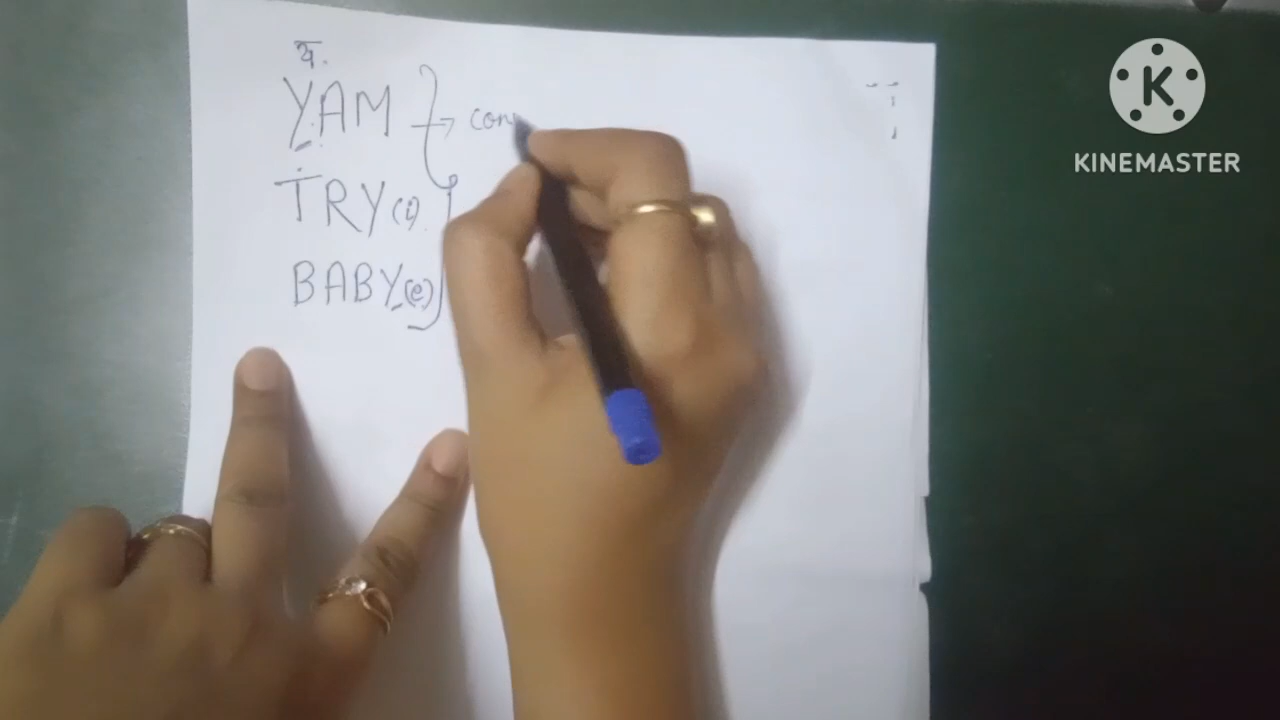 य.
YAM → con
TRY (i)
BABY (e)
K
KINEMASTER